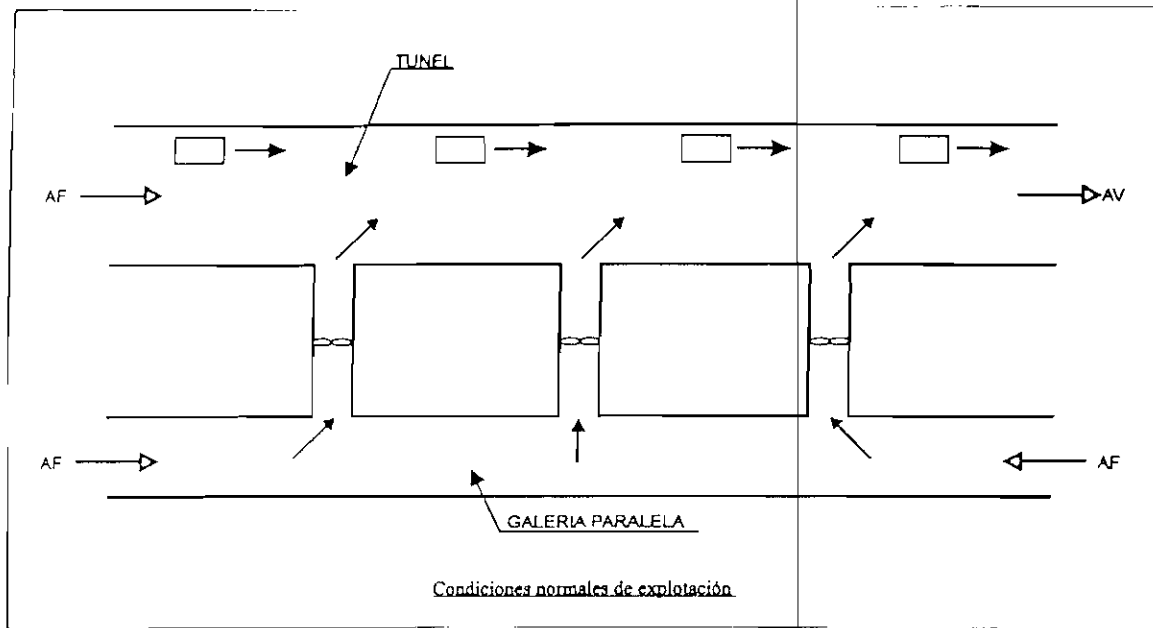 TUNEL
AF
AV
AF
AF
GALERIA PARALELA
Condiciones normales de explotación